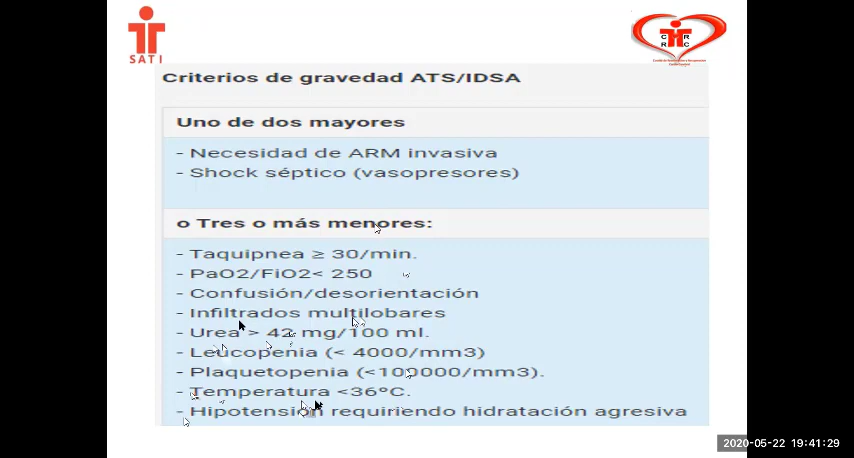 SATI
C R
R C
Criterios de gravedad ATS/IDSA
Uno de dos mayores
- Necesidad de ARM invasiva
- Shock séptico (vasopresores)
o Tres o más menores:
- Taquipnea ≥ 30/min.
- PaO2/FiO2< 250
- Confusión/desorientación
- Infiltrados multilobares
- Urea > 42 mg/100 ml.
- Leucopenia (< 4000/mm3)
- Plaquetopenia (<100000/mm3).
- Temperatura <36ºC.
- Hipotensión requiriendo hidratación agresiva
2020-05-22 19:41:29